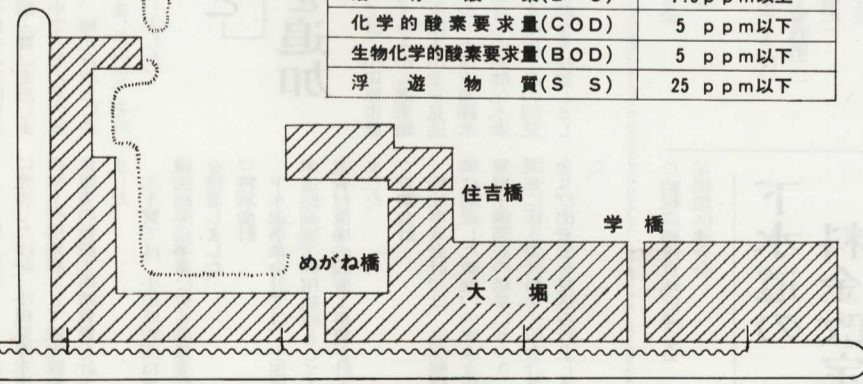 化学的酸素要求量(COD) 5 ppm以下
生物化学的酸素要求量(BOD) 5 ppm以下
浮遊物質(SS) 25 ppm以下
住吉橋
学橋
めがね橋
大堀